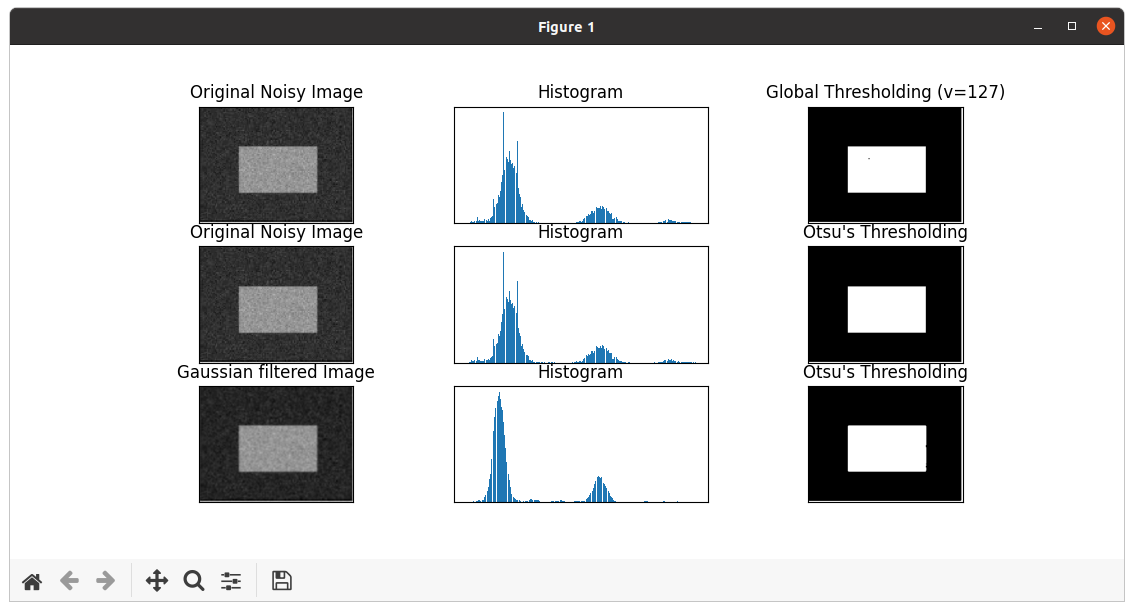 Figure 1
Original Noisy Image
Histogram
Global Thresholding (v=127)
Original Noisy Image
Histogram
Otsu's Thresholding
Gaussian filtered Image
Histogram
Otsu's Thresholding